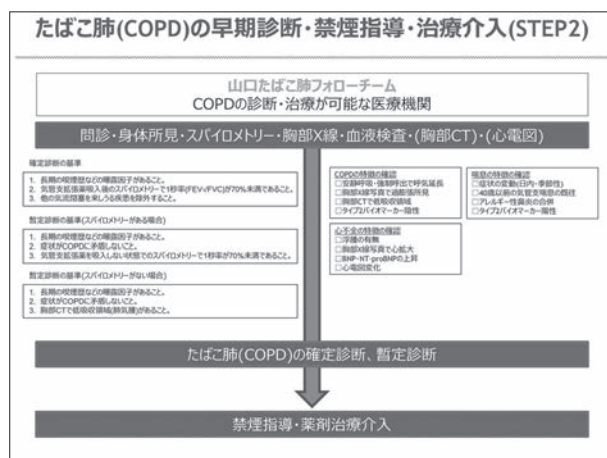 たばこ肺(COPD)の早期診断・禁煙指導・治療介入(STEP2)
山口たばこ肺フォローチーム
COPDの診断・治療が可能な医療機関
問診・身体所見・スパイロメトリー・胸部X線・血液検査・(胸部CT)・(心電図)
確定診断の基準
1. 長期の喫煙歴などの曝露因子があること。
2. 気管支拡張薬吸入後のスパイロメトリーで1秒率(FEV₁/FVC)が70%未満であること。
3. 他の気流閉塞を来しうる疾患を除外すること。
暫定診断の基準(スパイロメトリーがある場合)
1. 長期の喫煙歴などの曝露因子があること。
2. 症状がCOPDに矛盾しないこと。
3. 気管支拡張薬を吸入しない状態でのスパイロメトリーで1秒率が70%未満であること。
暫定診断の基準(スパイロメトリーがない場合)
1. 長期の喫煙歴などの曝露因子があること。
2. 症状がCOPDに矛盾しないこと。
3. 胸部CTで低吸収領域(肺気腫)があること。
COPDの特徴の確認
□安静呼吸・強制呼出で呼気延長
□胸部X線写真で過膨張所見
□胸部CTで低吸収領域
□タイプ2バイオマーカー陰性
喘息の特徴の確認
□症状の変動(日内・季節性)
□40歳以前の気管支喘息の既往
□アレルギー性鼻炎の合併
□タイプ2バイオマーカー陽性
心不全の特徴の確認
□浮腫の有無
□胸部X線写真で心拡大
□BNP・NT-proBNPの上昇
□心電図変化
たばこ肺(COPD)の確定診断、暫定診断
禁煙指導・薬剤治療介入